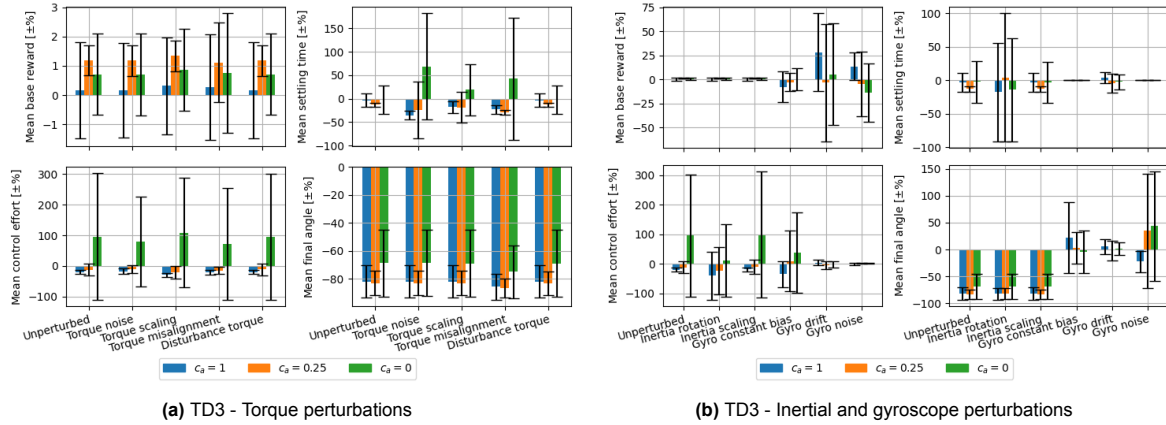 Mean base reward [±%]
3
2
1
0
−1
Mean settling time [±%]
150
100
50
0
−50
−100
Mean control effort [±%]
300
200
100
0
−100
Unperturbed
Torque noise
Torque scaling
Torque misalignment
Disturbance torque
Mean final angle [±%]
0
−20
−40
−60
−80
Unperturbed
Torque noise
Torque scaling
Torque misalignment
Disturbance torque
c_a = 1
c_a = 0.25
c_a = 0
(a) TD3 - Torque perturbations
Mean base reward [±%]
75
50
25
0
−25
−50
Mean settling time [±%]
100
50
0
−50
−100
Mean control effort [±%]
300
200
100
0
−100
Unperturbed
Inertia rotation
Inertia scaling
Gyro constant bias
Gyro drift
Gyro noise
Mean final angle [±%]
150
100
50
0
−50
−100
Unperturbed
Inertia rotation
Inertia scaling
Gyro constant bias
Gyro drift
Gyro noise
c_a = 1
c_a = 0.25
c_a = 0
(b) TD3 - Inertial and gyroscope perturbations